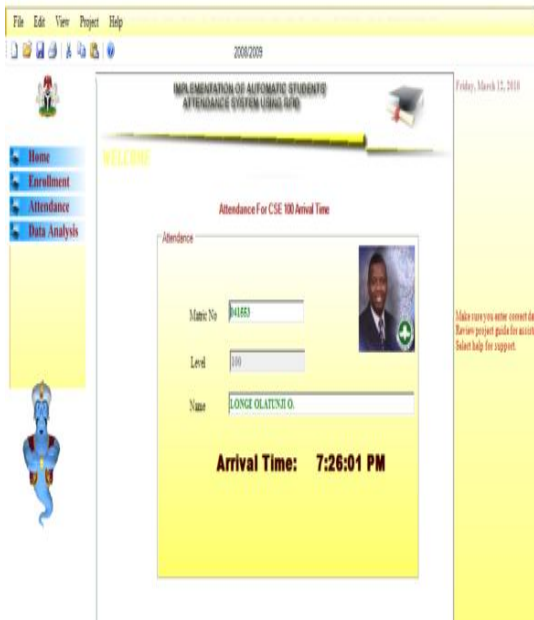 File Edit View Project Help
2008/2009
IMPLEMENTATION OF AUTOMATIC STUDENTS'
ATTENDANCE SYSTEM USING RFID
Friday, March 12, 2010
WELCOME
Home
Enrollment
Attendance
Data Analysis
Attendance For CSE 100 Arrival Time
Attendance
Matric No 041553
Level 100
Name LONGE OLATUNJI O.
Arrival Time: 7:26:01 PM
Make sure you enter correct da
Review project guide for assist
Select help for support.